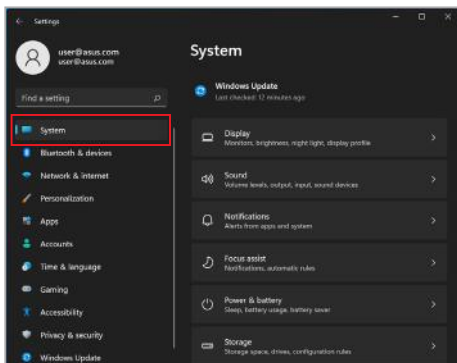 Settings
user@asus.com
user@asus.com
Find a setting
System
Bluetooth & devices
Network & internet
Personalization
Apps
Accounts
Time & language
Gaming
Accessibility
Privacy & security
Windows Update
System
Windows Update
Last checked: 12 minutes ago
Display
Monitors, brightness, night light, display profile
Sound
Volume levels, output, input, sound devices
Notifications
Alerts from apps and system
Focus assist
Notifications, automatic rules
Power & battery
Sleep, battery usage, battery saver
Storage
Storage space, drives, configuration rules